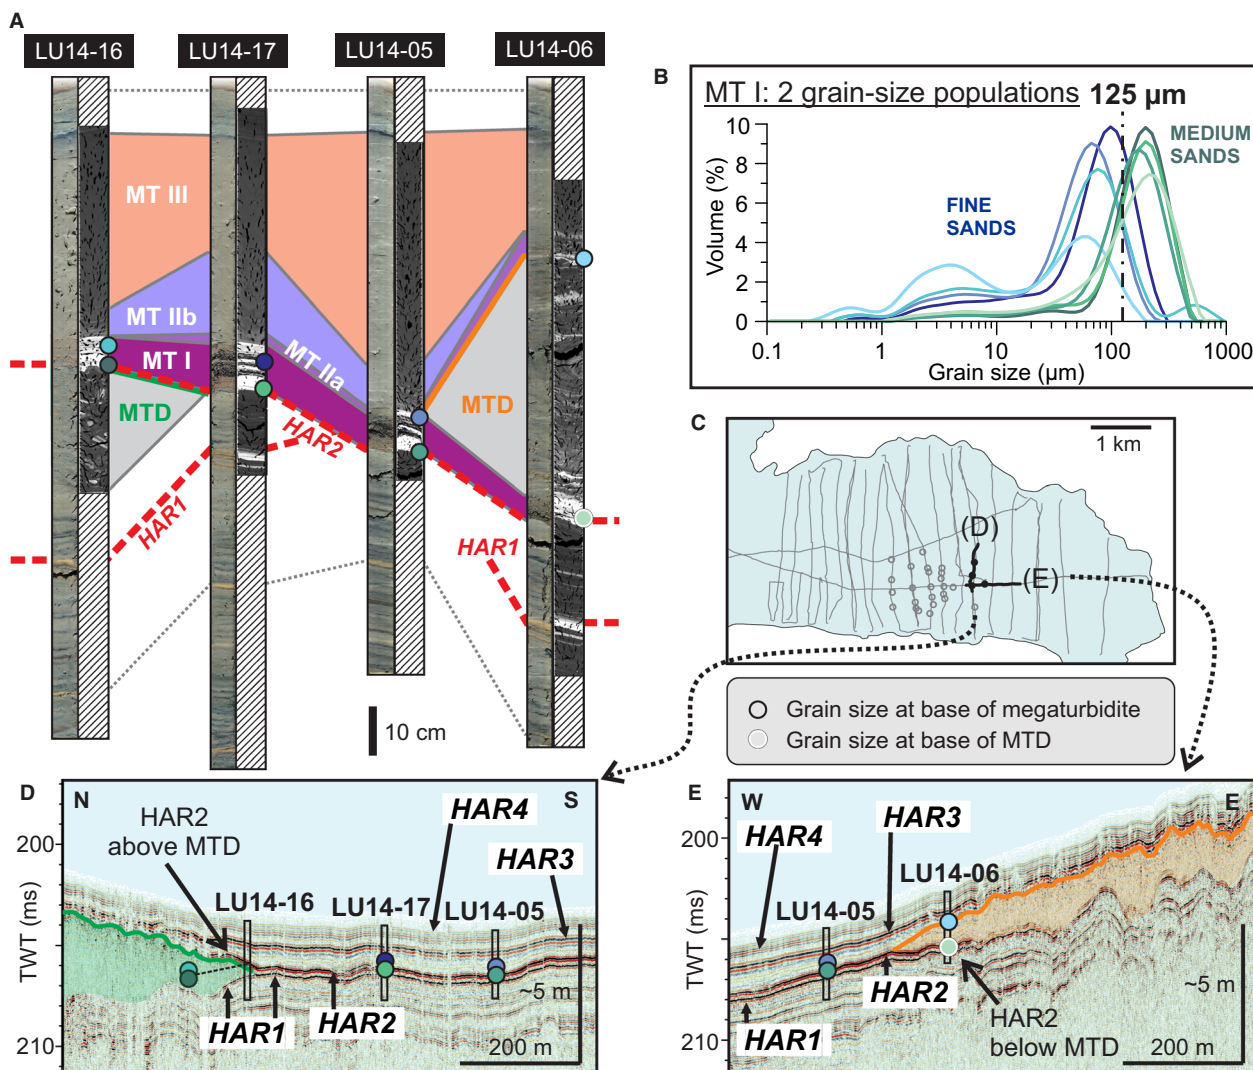 A
LU14-16
LU14-17
LU14-05
LU14-06
MT III
MT IIb
MT I
MT IIa
MTD
MTD
HAR2
HAR1
HAR1
10 cm
B
MT I: 2 grain-size populations 125 µm
MEDIUM
SANDS
FINE
SANDS
Volume (%)
10
8
6
4
2
0
0.1
1
10
100
1000
Grain size (µm)
C
1 km
(D)
(E)
Grain size at base of megaturbidite
Grain size at base of MTD
D
N
S
HAR2
above MTD
HAR4
HAR3
LU14-16
LU14-17
LU14-05
200
TWT (ms)
210
HAR1
HAR2
~5 m
200 m
E
W
E
HAR4
HAR3
LU14-06
LU14-05
200
TWT (ms)
210
HAR2
HAR1
HAR2
below MTD
~5 m
200 m